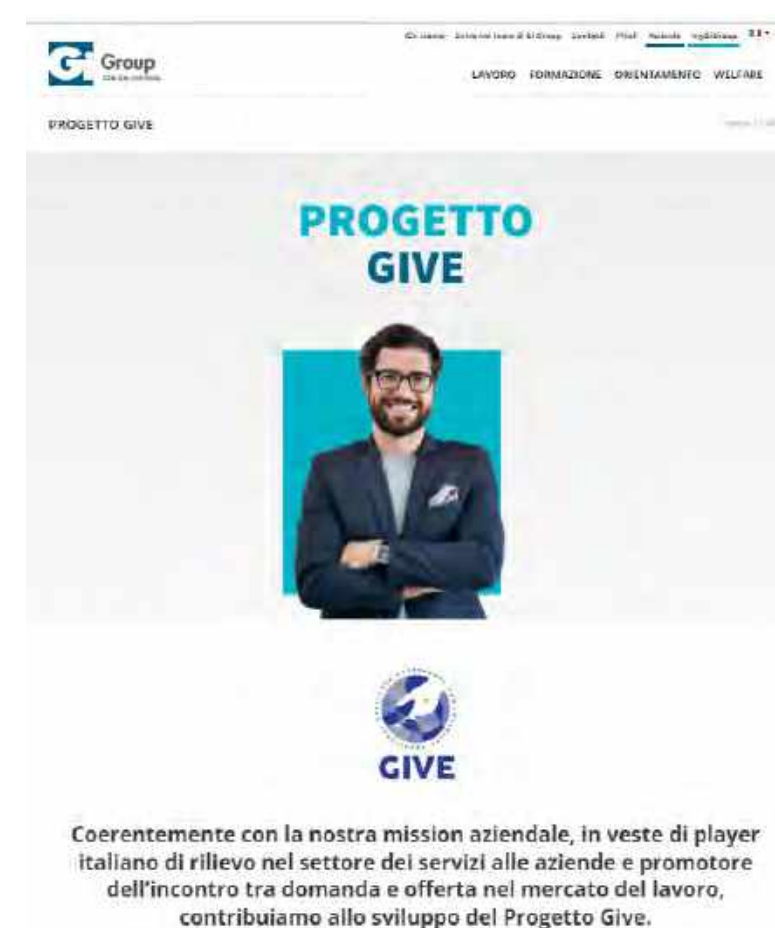 Gi Group
Contatti
LAVORO FORMAZIONE ORIENTAMENTO WELFARE
PROGETTO GIVE
PROGETTO
GIVE
GIVE
Coerentemente con la nostra mission aziendale, in veste di player
italiano di rilievo nel settore dei servizi alle aziende e promotore
dell'incontro tra domanda e offerta nel mercato del lavoro,
contribuiamo allo sviluppo del Progetto Give.